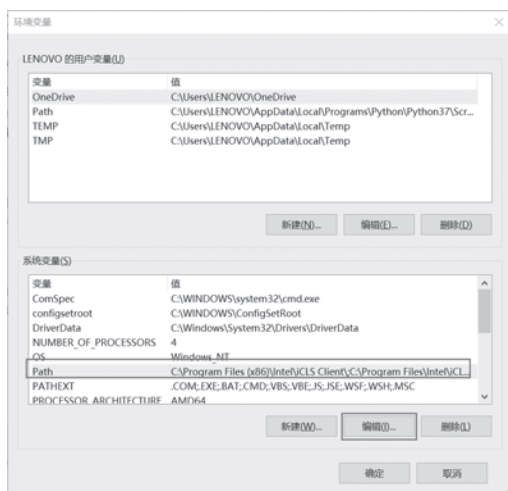 环境变量
LENOVO 的用户变量(U)
变量 值
OneDrive C:\Users\LENOVO\OneDrive
Path C:\Users\LENOVO\AppData\Local\Programs\Python\Python37\Scr...
TEMP C:\Users\LENOVO\AppData\Local\Temp
TMP C:\Users\LENOVO\AppData\Local\Temp
新建(N)... 编辑(E)... 删除(D)
系统变量(S)
变量 值
ComSpec C:\WINDOWS\system32\cmd.exe
configsetroot C:\WINDOWS\ConfigSetRoot
DriverData C:\Windows\System32\Drivers\DriverData
NUMBER_OF_PROCESSORS 4
OS Windows_NT
Path C:\Program Files (x86)\Intel\iCLS Client\;C:\Program Files\Intel\iCL...
PATHEXT .COM;.EXE;.BAT;.CMD;.VBS;.VBE;.JS;.JSE;.WSF;.WSH;.MSC
PROCESSOR_ARCHITECTURE AMD64
新建(W)... 编辑(I)... 删除(L)
确定 取消